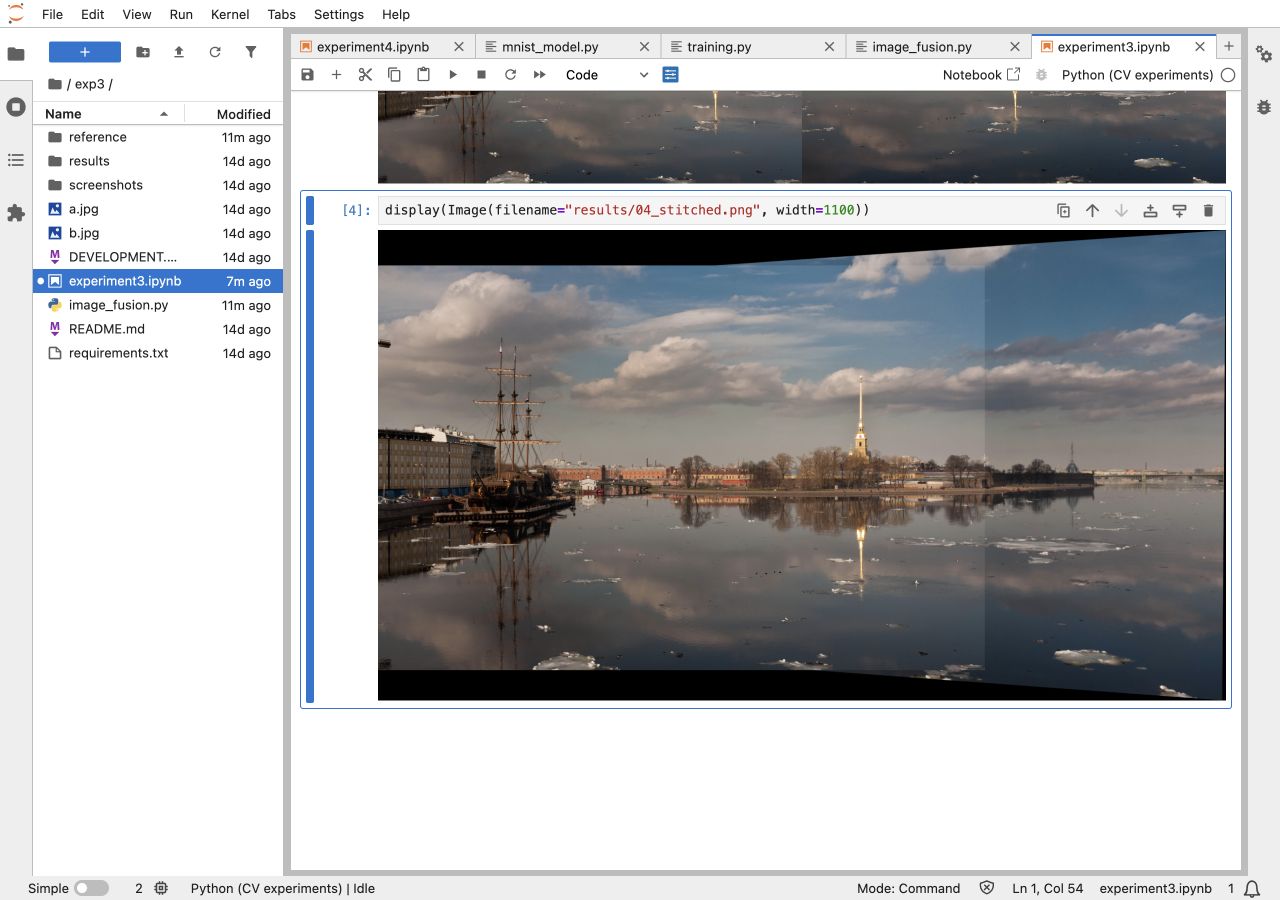 File Edit View Run Kernel Tabs Settings Help
experiment4.ipynb mnist_model.py training.py image_fusion.py experiment3.ipynb
Code Notebook Python (CV experiments)
/ exp3 /
Name Modified
reference 11m ago
results 14d ago
screenshots 14d ago
a.jpg 14d ago
b.jpg 14d ago
DEVELOPMENT.... 14d ago
experiment3.ipynb 7m ago
image_fusion.py 11m ago
README.md 14d ago
requirements.txt 14d ago
[4]: display(Image(filename="results/04_stitched.png", width=1100))
Simple 2 Python (CV experiments) | Idle Mode: Command Ln 1, Col 54 experiment3.ipynb 1